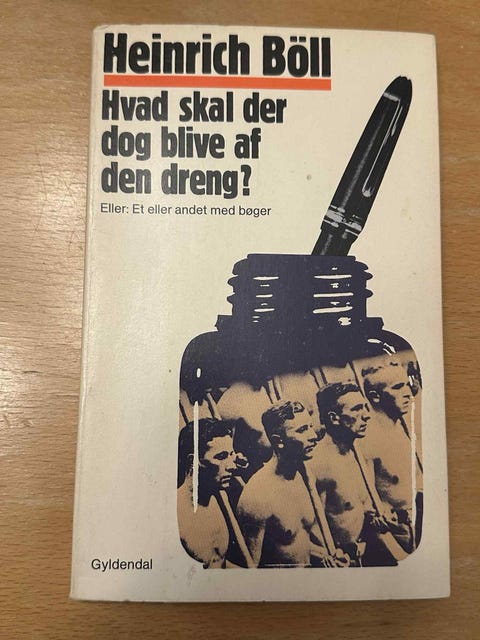 Heinrich Böll
Hvad skal der
dog blive af
den dreng?
Eller: Et eller andet med bøger
Gyldendal